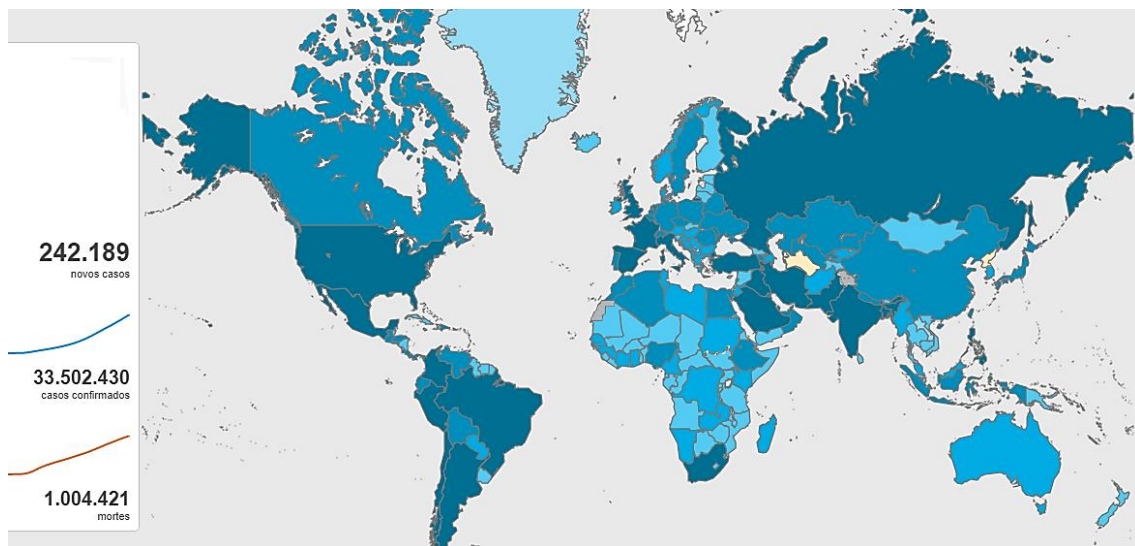 242.189
novos casos
33.502.430
casos confirmados
1.004.421
mortes